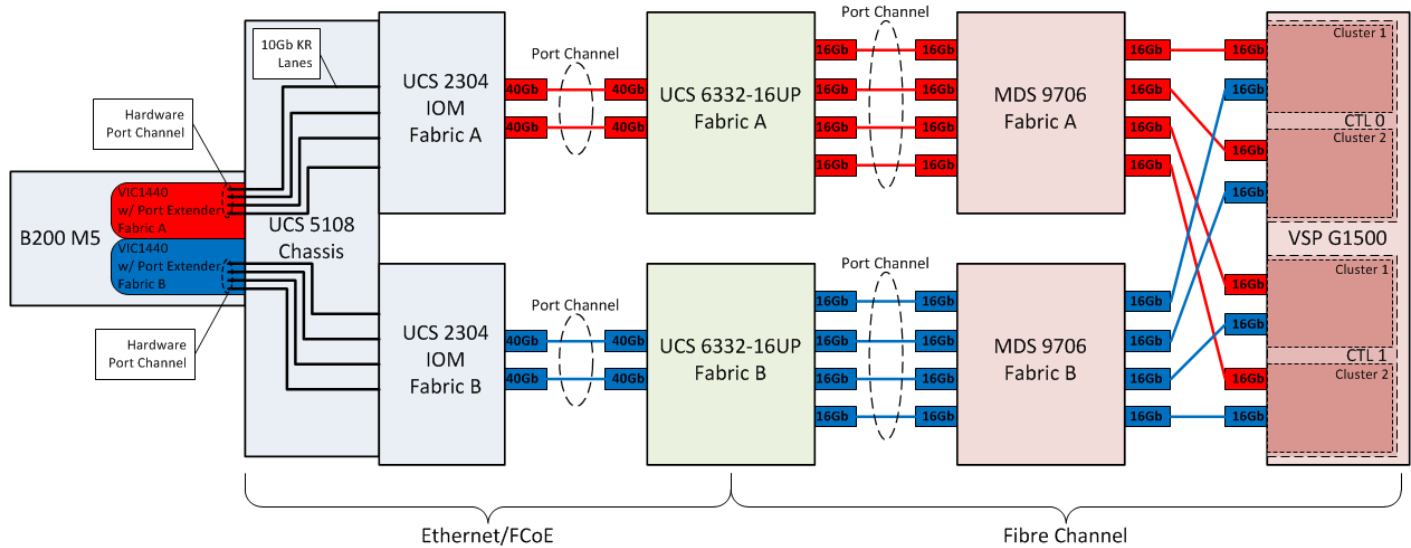 10Gb KR
Lanes
Hardware
Port Channel
B200 M5
VIC1440
w/ Port Extender
Fabric A
VIC1440
w/ Port Extender
Fabric B
Hardware
Port Channel
UCS 5108
Chassis
UCS 2304
IOM
Fabric A
40Gb
40Gb
Port Channel
40Gb
40Gb
UCS 6332-16UP
Fabric A
16Gb
16Gb
16Gb
16Gb
Port Channel
16Gb
16Gb
16Gb
16Gb
MDS 9706
Fabric A
16Gb
16Gb
16Gb
16Gb
UCS 2304
IOM
Fabric B
40Gb
40Gb
Port Channel
40Gb
40Gb
UCS 6332-16UP
Fabric B
16Gb
16Gb
16Gb
16Gb
Port Channel
16Gb
16Gb
16Gb
16Gb
MDS 9706
Fabric B
16Gb
16Gb
16Gb
16Gb
16Gb
16Gb
16Gb
16Gb
16Gb
16Gb
16Gb
16Gb
Cluster 1
CTL 0
Cluster 2
VSP G1500
Cluster 1
CTL 1
Cluster 2
Ethernet/FCoE
Fibre Channel